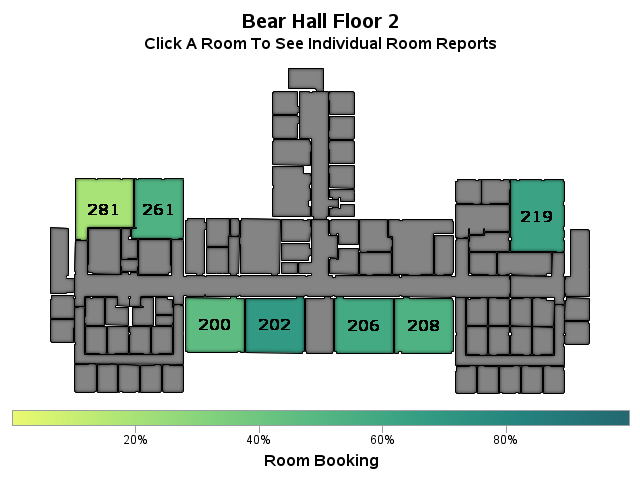 Bear Hall Floor 2
Click A Room To See Individual Room Reports
281 261 219
200 202 206 208
20% 40% 60% 80%
Room Booking